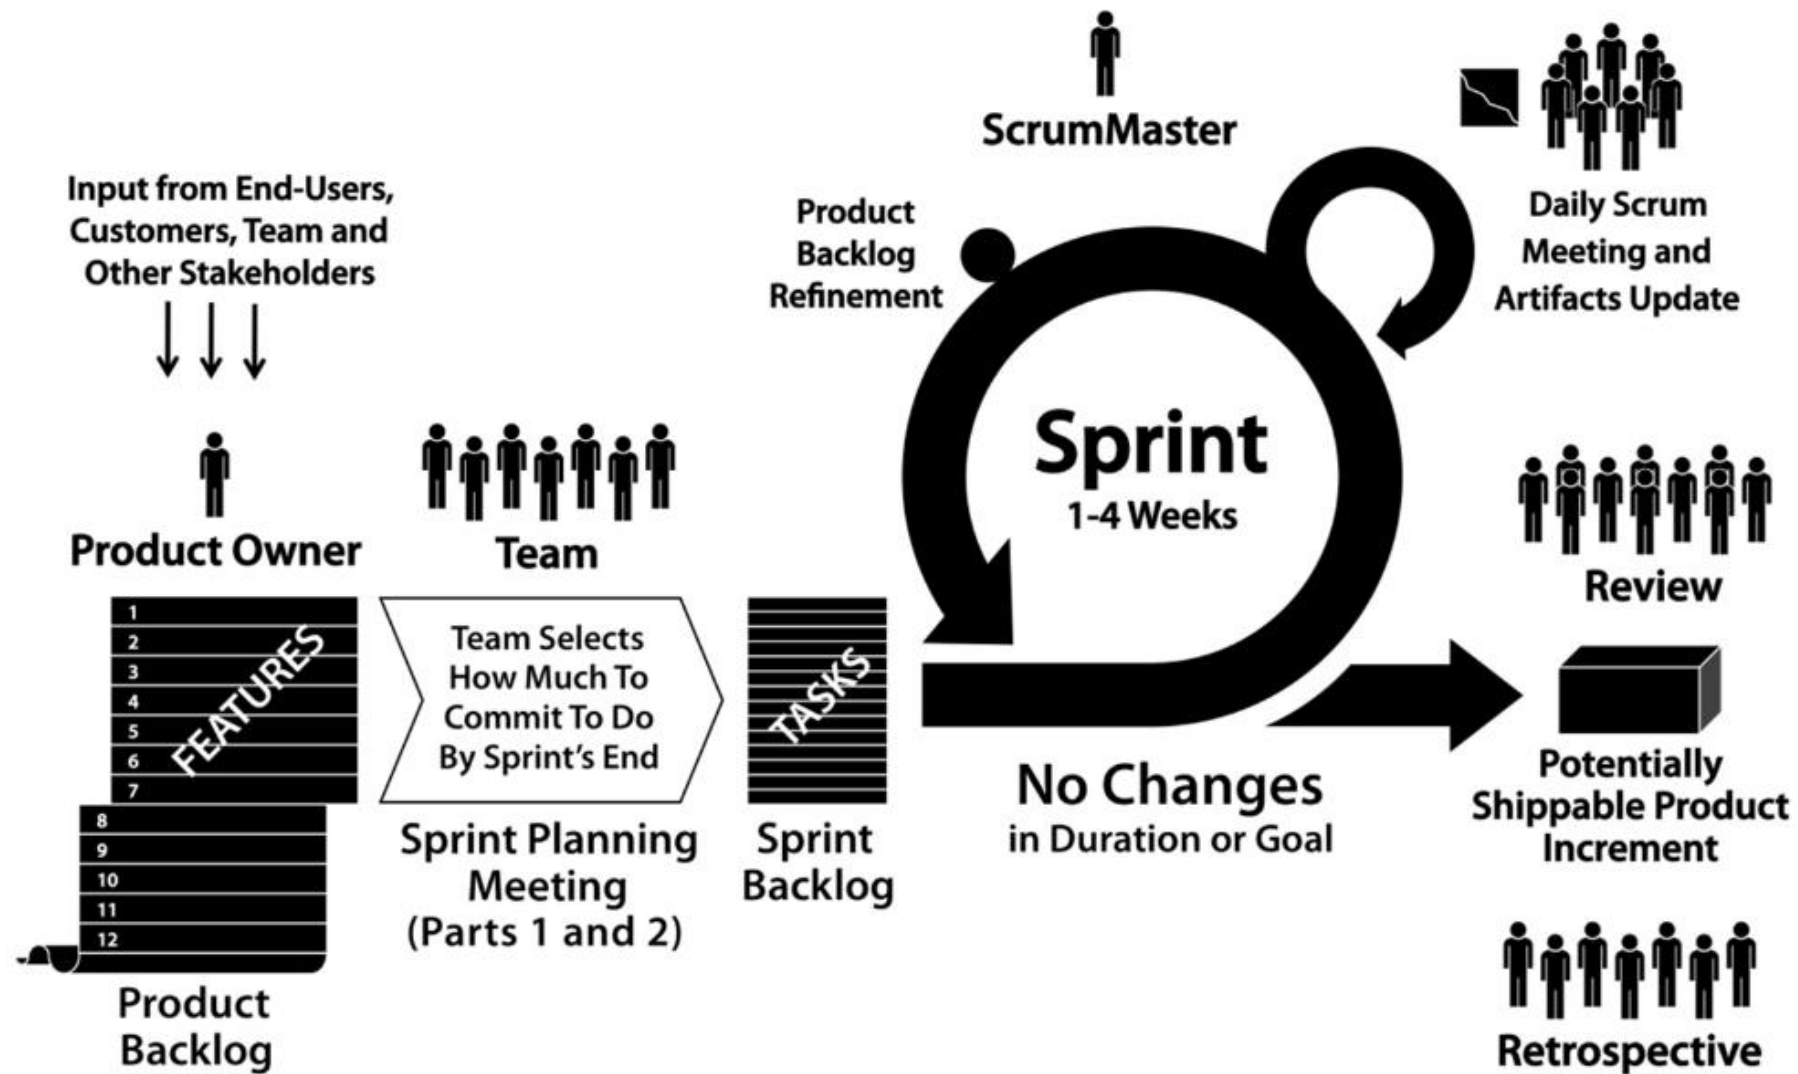 Input from End-Users,
Customers, Team and
Other Stakeholders
Product Owner
1
2
3
4
5
6
7
FEATURES
8
9
10
11
12
Product
Backlog
Team
Team Selects
How Much To
Commit To Do
By Sprint's End
Sprint Planning
Meeting
(Parts 1 and 2)
TASKS
Sprint
Backlog
ScrumMaster
Product
Backlog
Refinement
Sprint
1-4 Weeks
No Changes
in Duration or Goal
Daily Scrum
Meeting and
Artifacts Update
Review
Potentially
Shippable Product
Increment
Retrospective